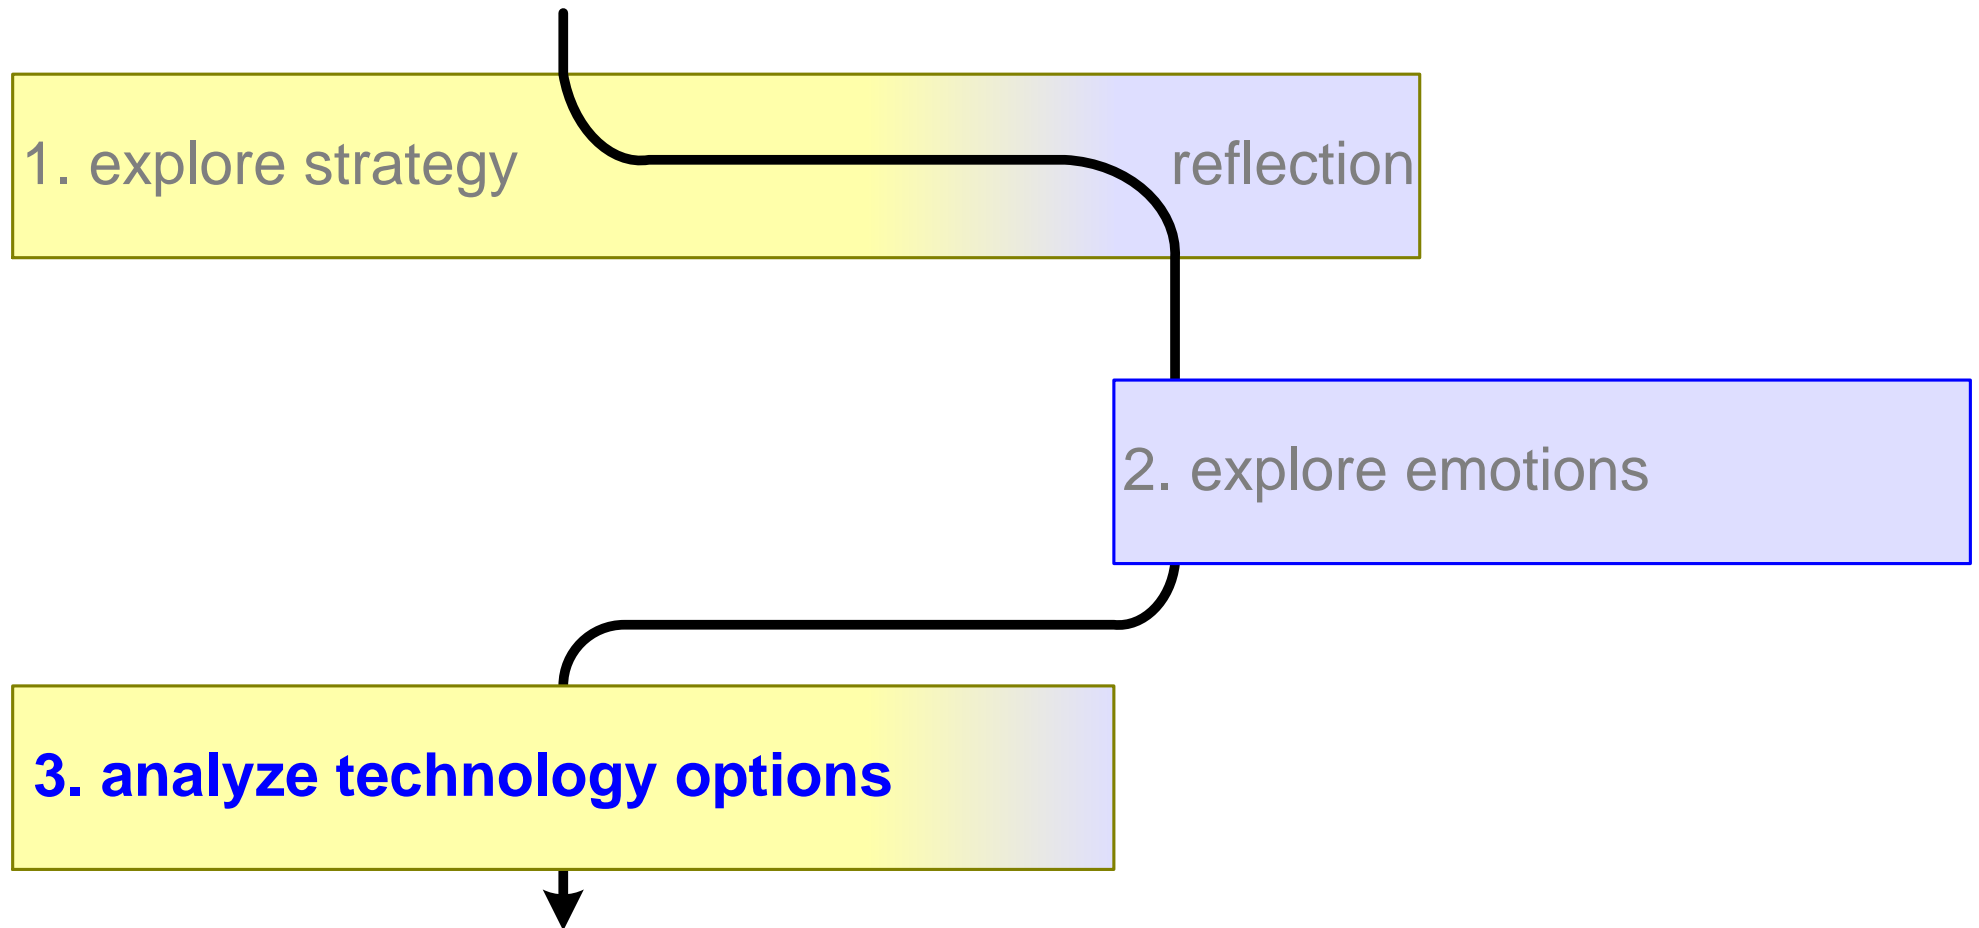 1. explore strategy
reflection
2. explore emotions
3. analyze technology options